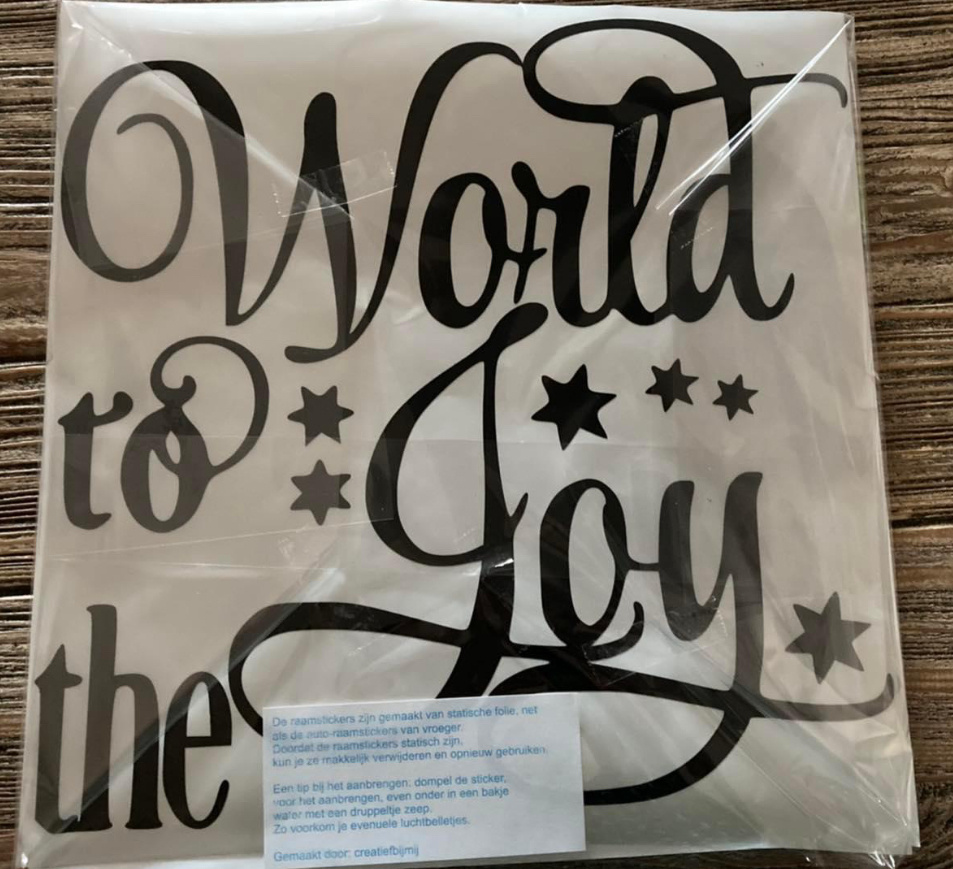 World
to Joy
the
De raamstickers zijn gemaakt van statische folie, net
als de auto-raamstickers van vroeger.
Doordat de raamstickers statisch zijn,
kun je ze makkelijk verwijderen en opnieuw gebruiken.
Een tip bij het aanbrengen: dompel de sticker,
voor het aanbrengen, even onder in een bakje
water met een druppeltje zeep.
Zo voorkom je evenuele luchtbelletjes.
Gemaakt door: creatiefbijmij